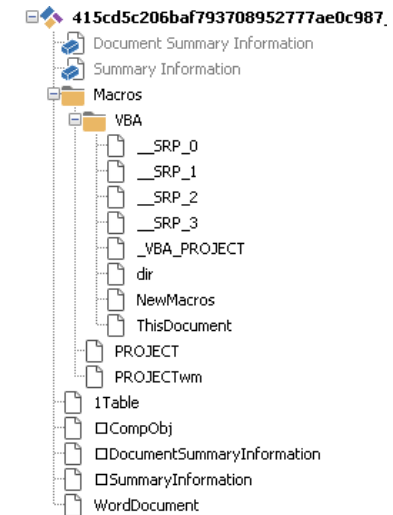 415cd5c206baf793708952777ae0c987_
Document Summary Information
Summary Information
Macros
VBA
__SRP_0
__SRP_1
__SRP_2
__SRP_3
_VBA_PROJECT
dir
NewMacros
ThisDocument
PROJECT
PROJECTwm
1Table
□CompObj
□DocumentSummaryInformation
□SummaryInformation
WordDocument